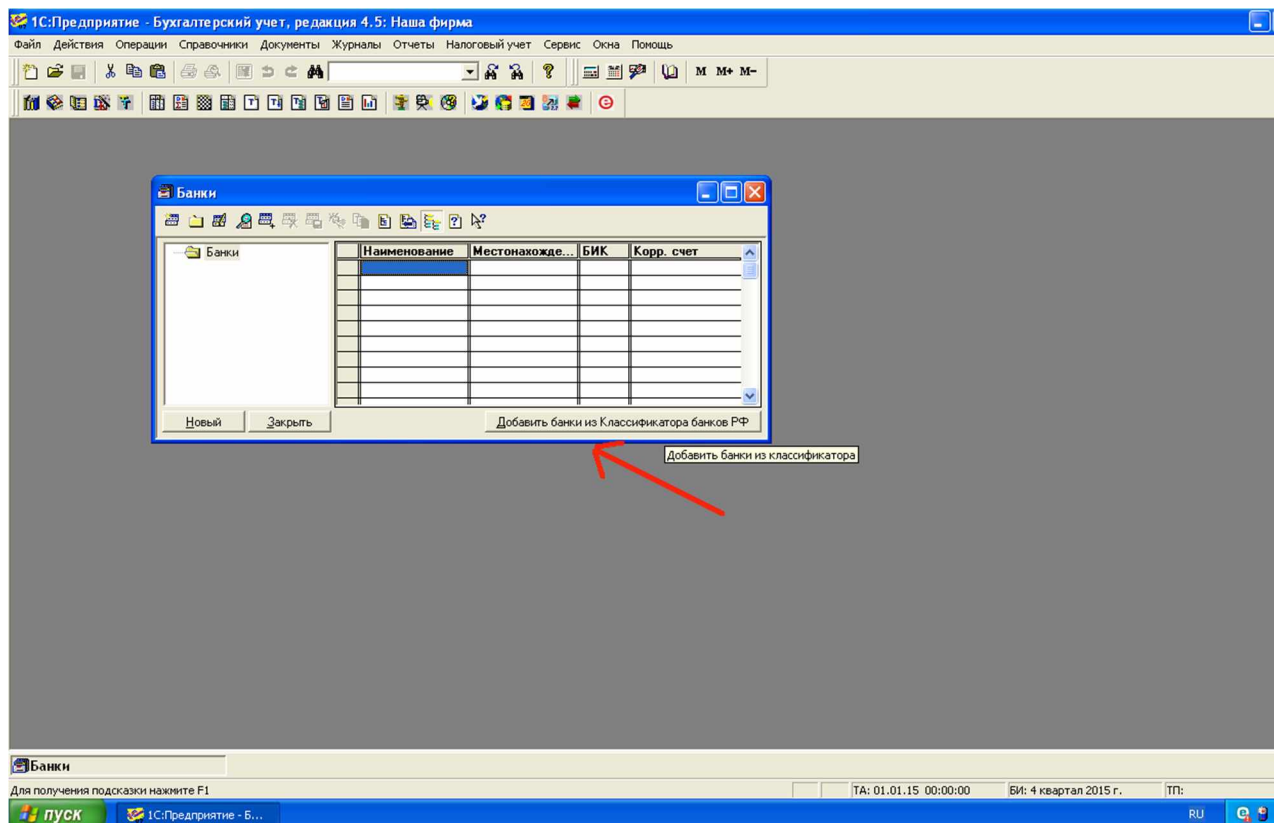 1С:Предприятие - Бухгалтерский учет, редакция 4.5: Наша фирма
Файл Действия Операции Справочники Документы Журналы Отчеты Налоговый учет Сервис Окна Помощь
M M+ M-
Банки
Банки
Наименование Местонахожде... БИК Корр. счет
Новый Закрыть Добавить банки из Классификатора банков РФ
Добавить банки из классификатора
Банки
Для получения подсказки нажмите F1 ТА: 01.01.15 00:00:00 БИ: 4 квартал 2015 г. ТП:
пуск 1С:Предприятие - Б... RU